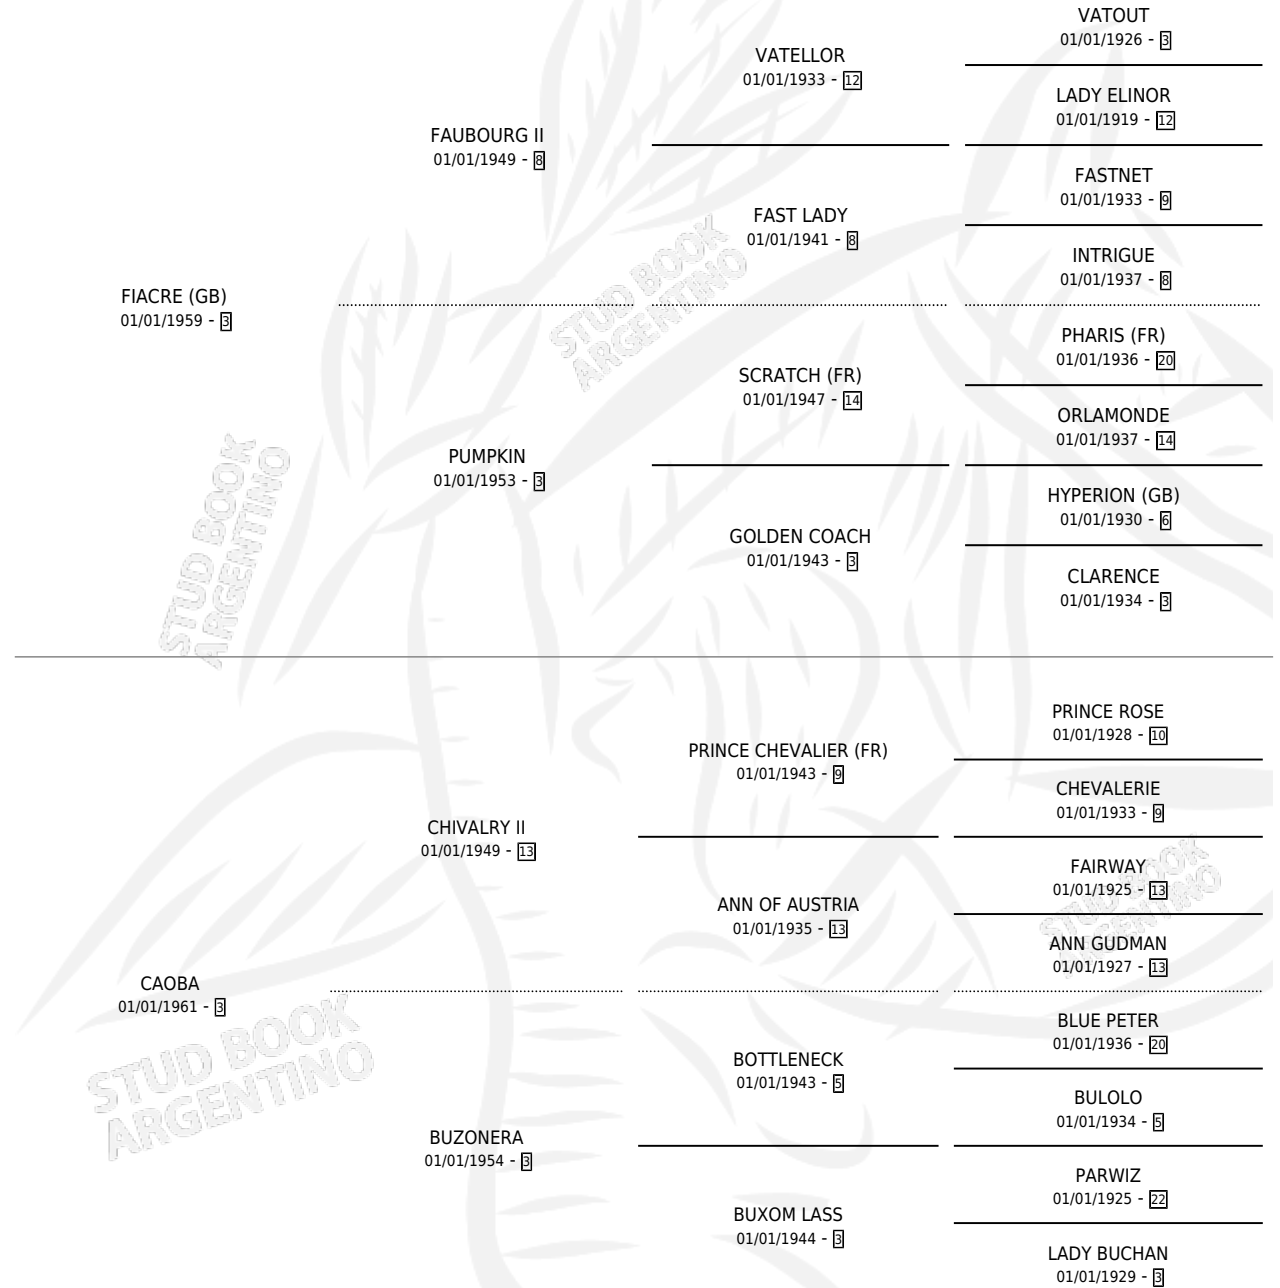 VATOUT
01/01/1926 - 3
VATELLOR
01/01/1933 - 12
LADY ELINOR
01/01/1919 - 12
FAUBOURG II
01/01/1949 - 8
FASTNET
01/01/1933 - 9
FAST LADY
01/01/1941 - 8
INTRIGUE
01/01/1937 - 8
FIACRE (GB)
01/01/1959 - 3
PHARIS (FR)
01/01/1936 - 20
SCRATCH (FR)
01/01/1947 - 14
ORLAMONDE
01/01/1937 - 14
PUMPKIN
01/01/1953 - 3
HYPERION (GB)
01/01/1930 - 6
GOLDEN COACH
01/01/1943 - 3
CLARENCE
01/01/1934 - 3
PRINCE ROSE
01/01/1928 - 10
PRINCE CHEVALIER (FR)
01/01/1943 - 9
CHEVALERIE
01/01/1933 - 9
CHIVALRY II
01/01/1949 - 13
FAIRWAY
01/01/1925 - 13
ANN OF AUSTRIA
01/01/1935 - 13
ANN GUDMAN
01/01/1927 - 13
CAOBA
01/01/1961 - 3
BLUE PETER
01/01/1936 - 20
BOTTLENECK
01/01/1943 - 5
BULOLO
01/01/1934 - 5
BUZONERA
01/01/1954 - 3
PARWIZ
01/01/1925 - 22
BUXOM LASS
01/01/1944 - 3
LADY BUCHAN
01/01/1929 - 3
STUD BOOK
ARGENTINO
STUD BOOK
ARGENTINO
STUD BOOK
ARGENTINO
STUD BOOK
ARGENTINO